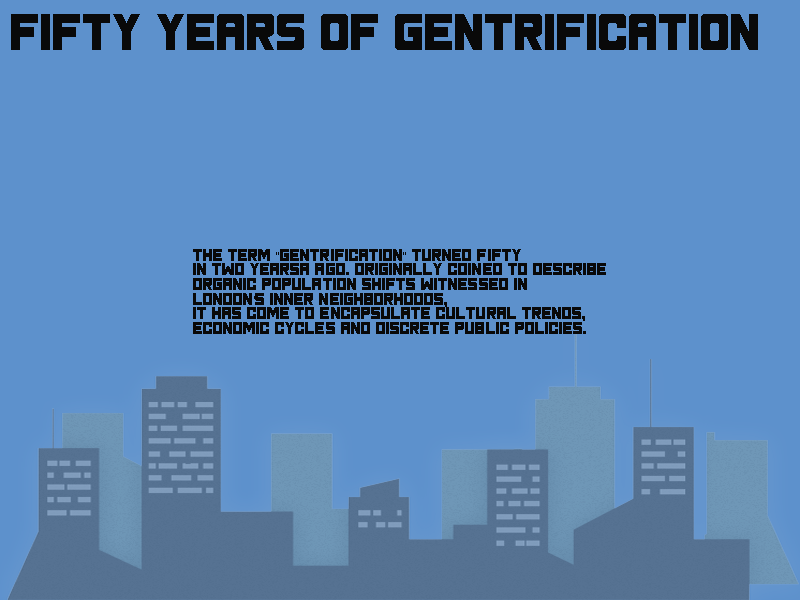 FIFTY YEARS OF GENTRIFICATION
THE TERM "GENTRIFICATION" TURNED FIFTY
IN TWO YEARSA AGO. ORIGINALLY COINED TO DESCRIBE
ORGANIC POPULATION SHIFTS WITNESSED IN
LONDON'S INNER NEIGHBORHOODS,
IT HAS COME TO ENCAPSULATE CULTURAL TRENDS,
ECONOMIC CYCLES AND DISCRETE PUBLIC POLICIES.